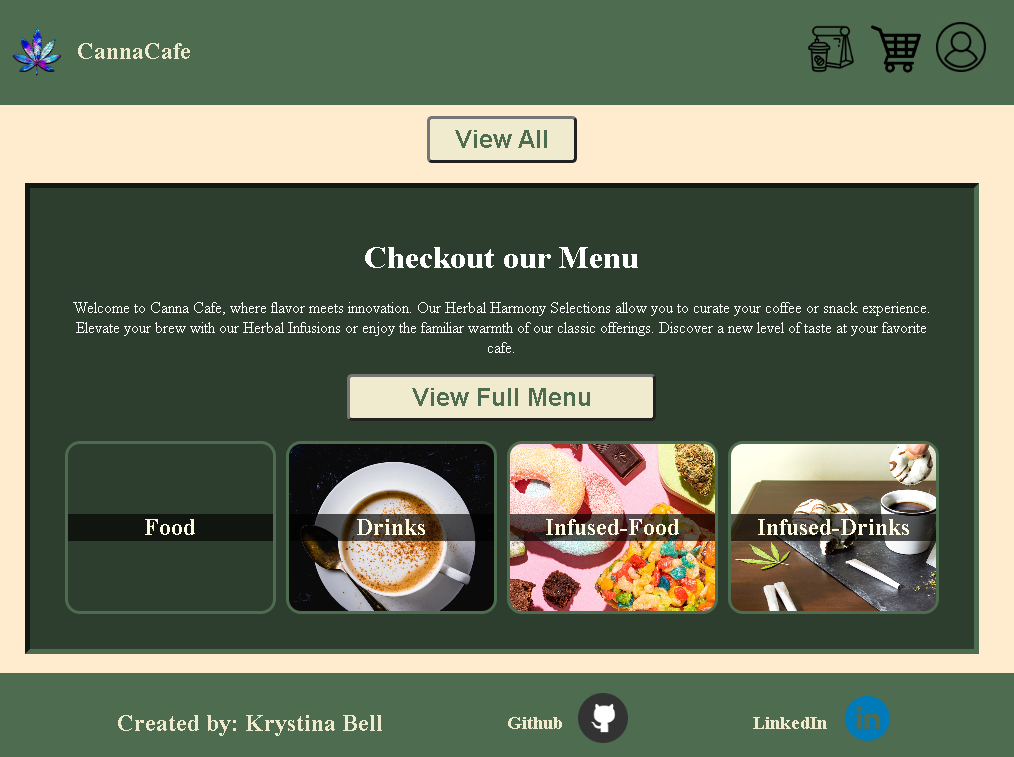 CannaCafe
View All
Checkout our Menu
Welcome to Canna Cafe, where flavor meets innovation. Our Herbal Harmony Selections allow you to curate your coffee or snack experience.
Elevate your brew with our Herbal Infusions or enjoy the familiar warmth of our classic offerings. Discover a new level of taste at your favorite
cafe.
View Full Menu
Food
Drinks
Infused-Food
Infused-Drinks
Created by: Krystina Bell
Github
LinkedIn
in